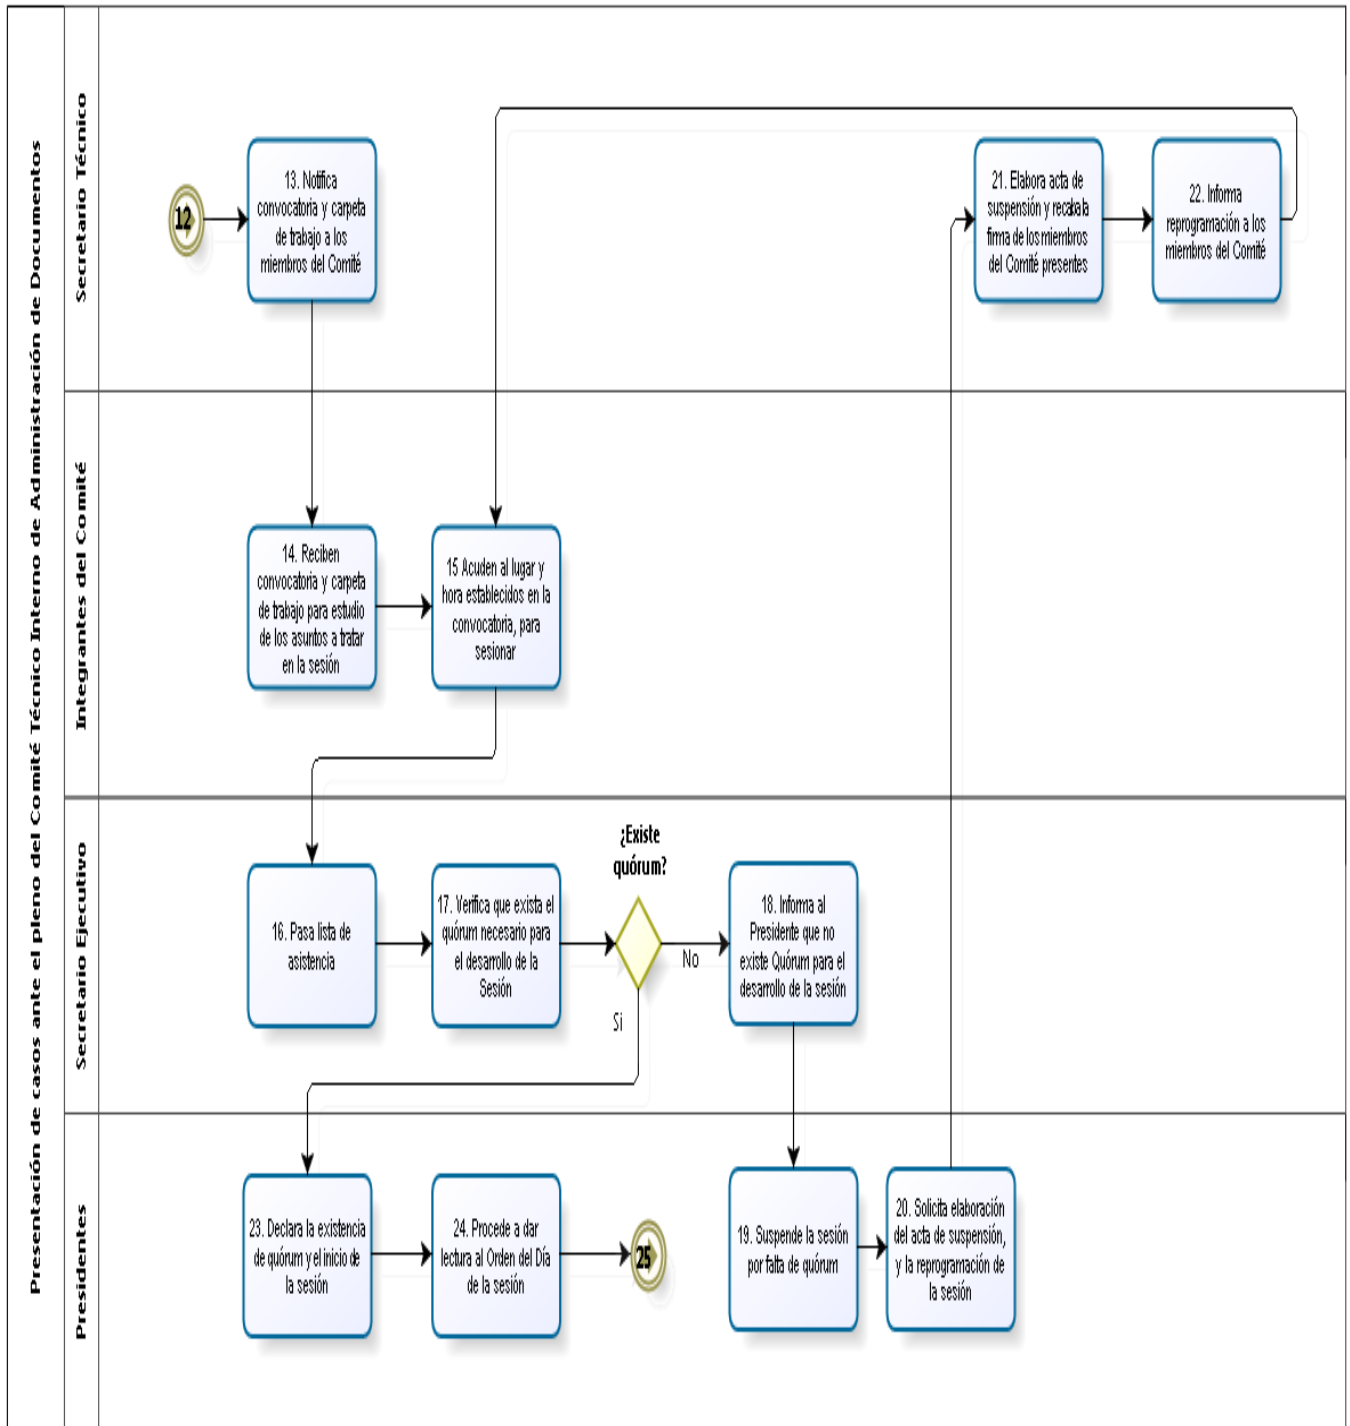 Presentación de casos ante el pleno del Comité Técnico Interno de Administración de Documentos
Secretario Técnico
12
13. Notifica
convocatoria y carpeta
de trabajo a los
miembros del Comité
21. Elabora acta de
suspensión y recaba la
firma de los miembros
del Comité presentes
22. Informa
reprogramación a los
miembros del Comité
Integrantes del Comité
14. Reciben
convocatoria y carpeta
de trabajo para estudio
de los asuntos a tratar
en la sesión
15 Acuden al lugar y
hora establecidos en la
convocatoria, para
sesionar
Secretario Ejecutivo
16. Pasa lista de
asistencia
17. Verifica que exista el
quórum necesario para
el desarrollo de la
Sesión
¿Existe
quórum?
No
Si
18. Informa al
Presidente que no
existe Quórum para el
desarrollo de la sesión
Presidentes
23. Declara la existencia
de quórum y el inicio de
la sesión
24. Procede a dar
lectura al Orden del Día
de la sesión
25
19. Suspende la sesión
por falta de quórum
20. Solicita elaboración
del acta de suspensión,
y la reprogramación de
la sesión